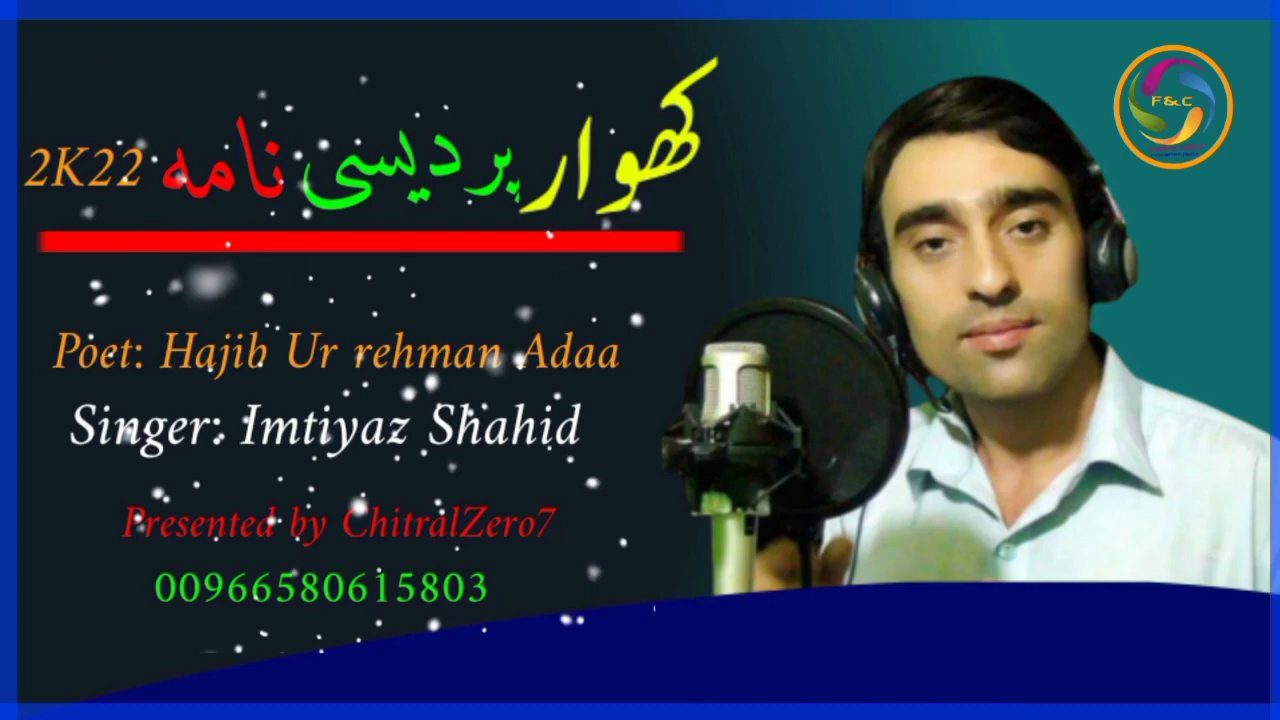 کھوار پردیسی نامہ 2K22
Poet: Hajib Ur rehman Adaa
Singer: Imtiyaz Shahid
Presented by ChitralZero7
00966580615803
F&C